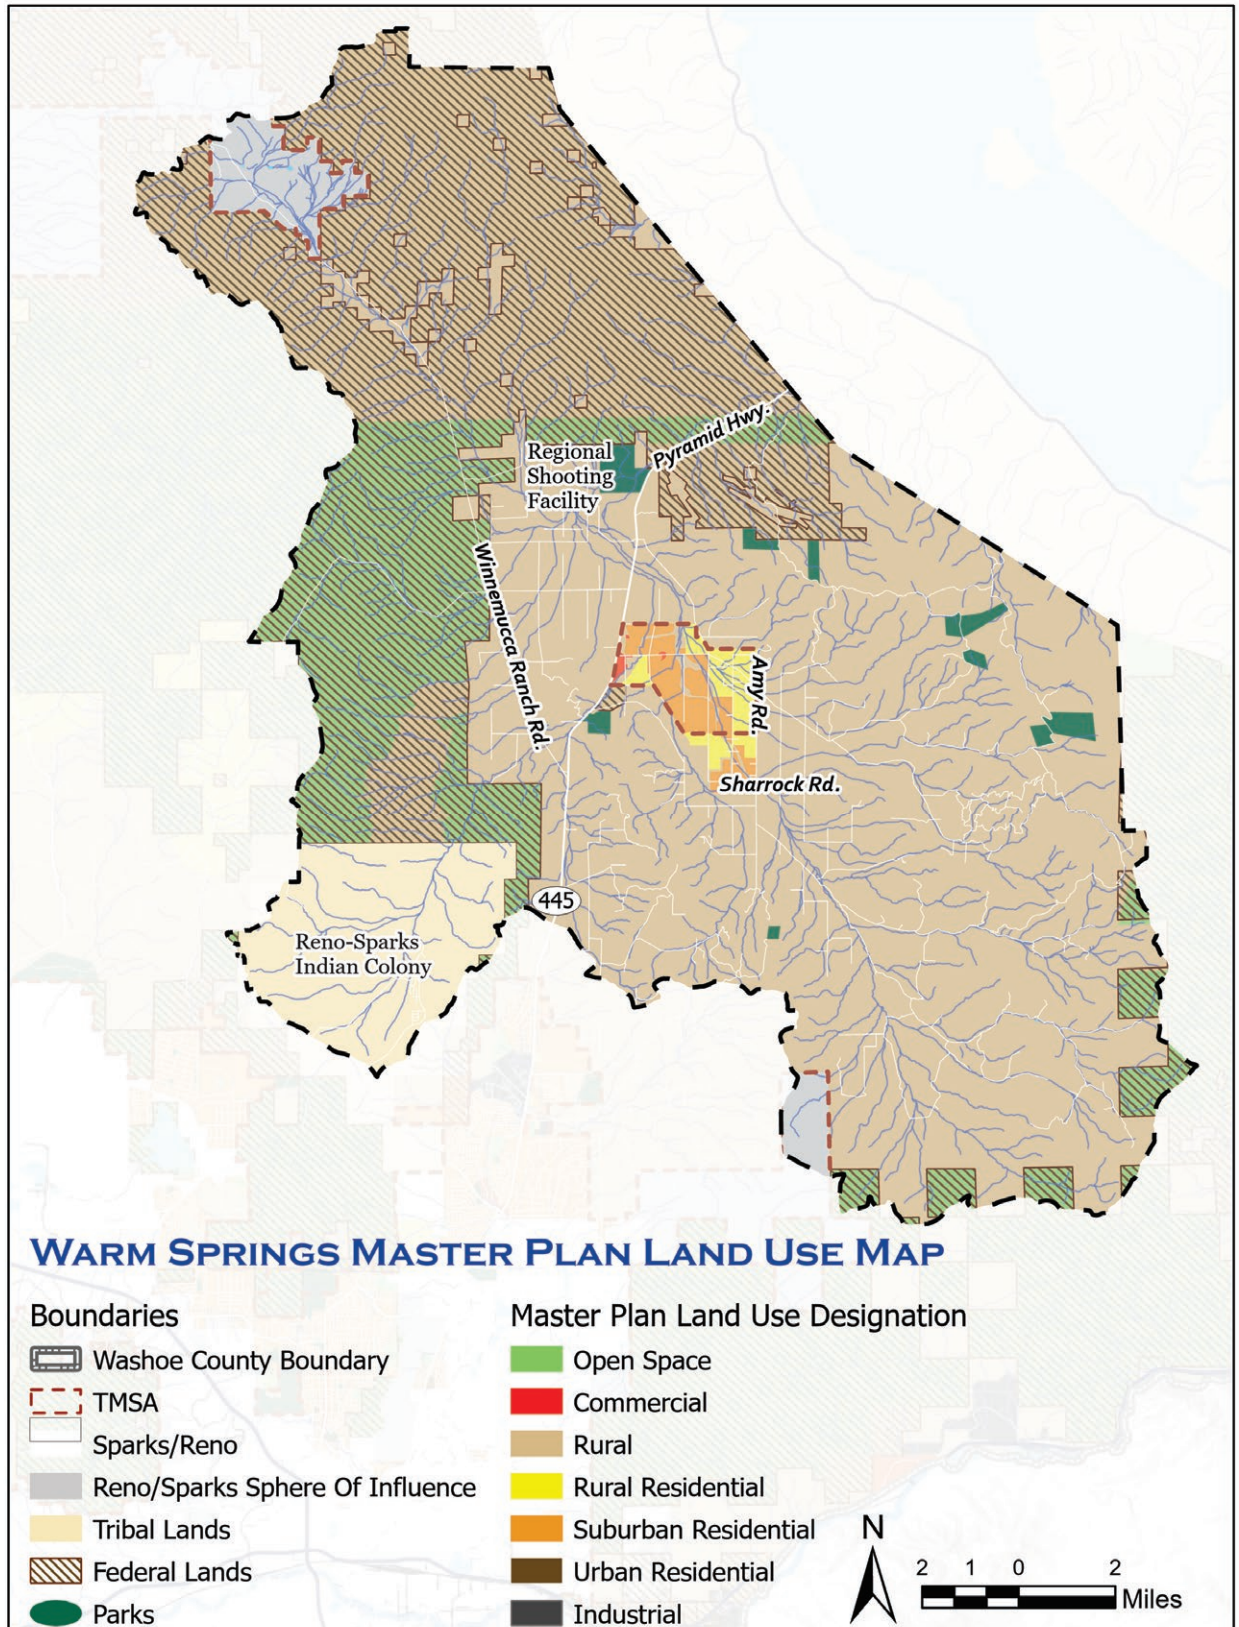 Pyramid Hwy.
Regional
Shooting
Facility
Winnemucca Ranch Rd.
Amy Rd.
Sharrock Rd.
445
Reno-Sparks
Indian Colony
WARM SPRINGS MASTER PLAN LAND USE MAP
Boundaries
Washoe County Boundary
TMSA
Sparks/Reno
Reno/Sparks Sphere Of Influence
Tribal Lands
Federal Lands
Parks
Master Plan Land Use Designation
Open Space
Commercial
Rural
Rural Residential
Suburban Residential
Urban Residential
Industrial
N
2 1 0 2
Miles